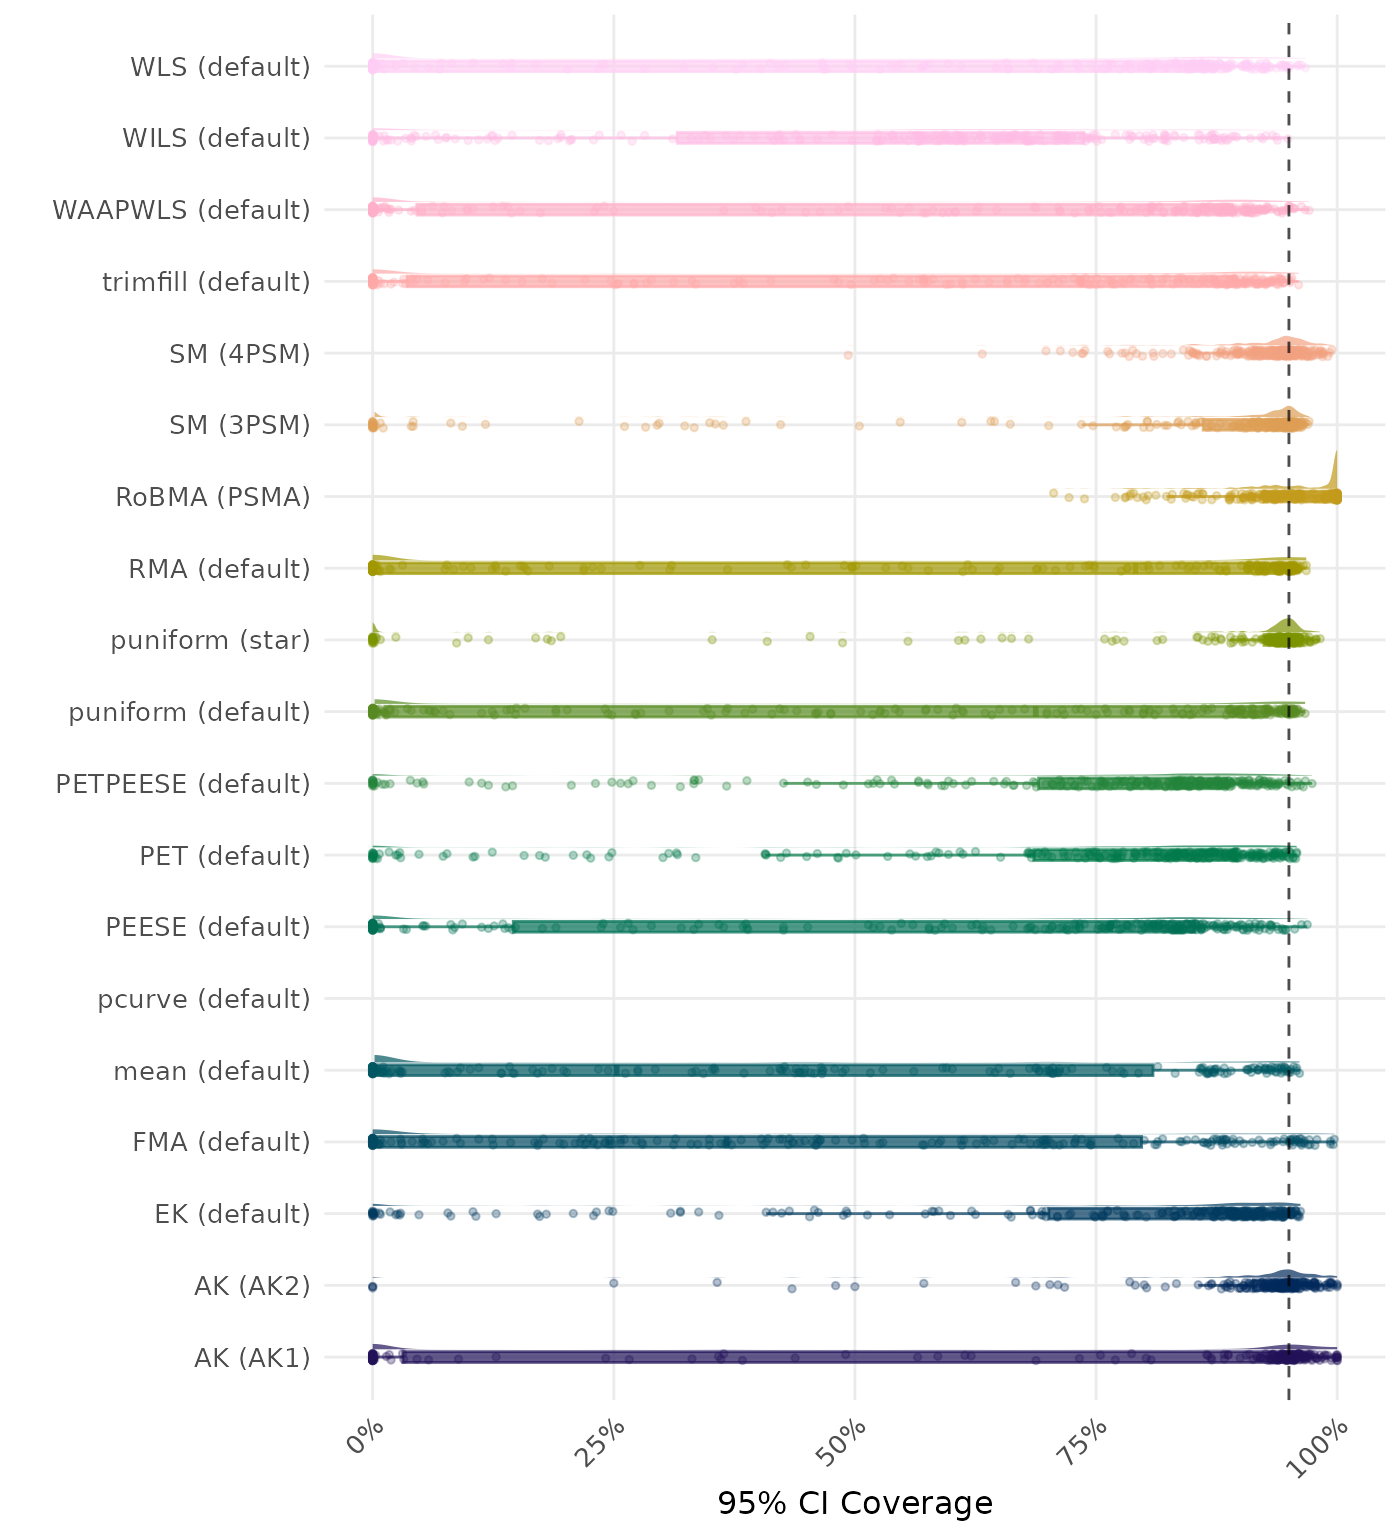 WLS (default)
WILS (default)
WAAPWLS (default)
trimfill (default)
SM (4PSM)
SM (3PSM)
RoBMA (PSMA)
RMA (default)
puniform (star)
puniform (default)
PETPEESE (default)
PET (default)
PEESE (default)
pcurve (default)
mean (default)
FMA (default)
EK (default)
AK (AK2)
AK (AK1)
0% 25% 50% 75% 100%
95% CI Coverage